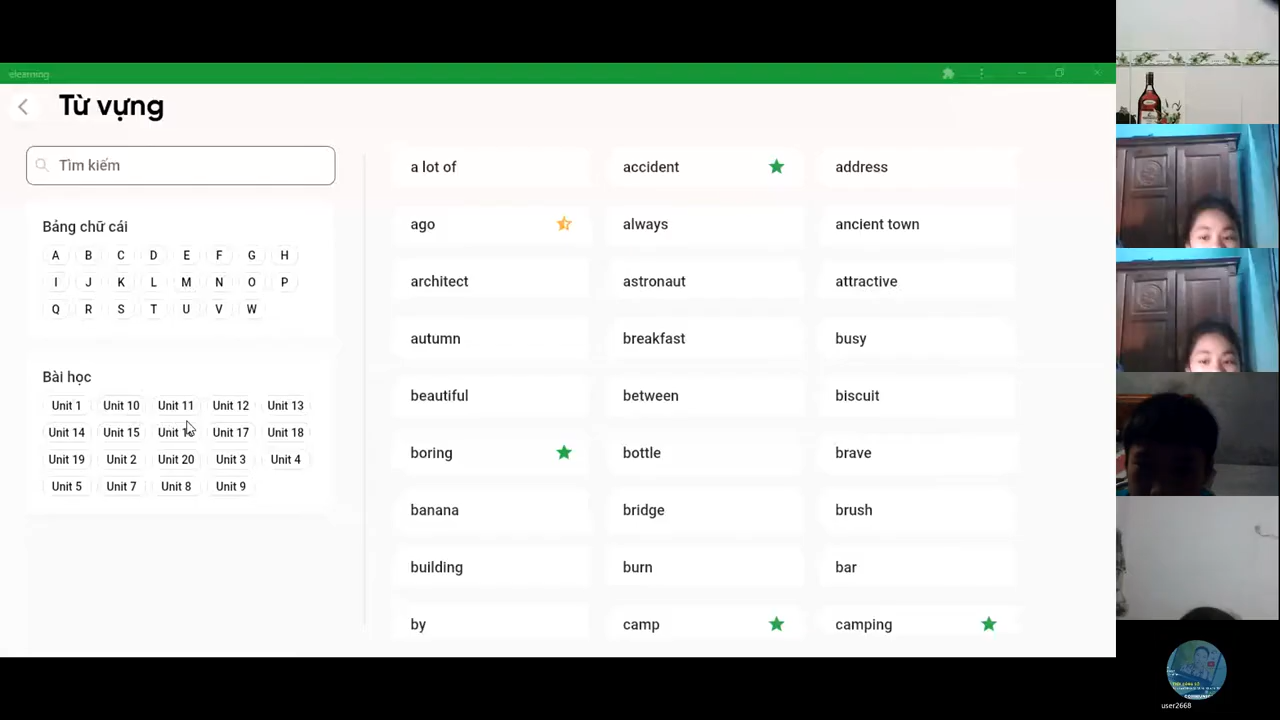 elearning
Từ vựng
Tìm kiếm
Bảng chữ cái
A B C D E F G H
I J K L M N O P
Q R S T U V W
Bài học
Unit 1 Unit 10 Unit 11 Unit 12 Unit 13
Unit 14 Unit 15 Unit Unit 17 Unit 18
Unit 19 Unit 2 Unit 20 Unit 3 Unit 4
Unit 5 Unit 7 Unit 8 Unit 9
a lot of accident address
ago always ancient town
architect astronaut attractive
autumn breakfast busy
beautiful between biscuit
boring bottle brave
banana bridge brush
building burn bar
by camp camping
user2668